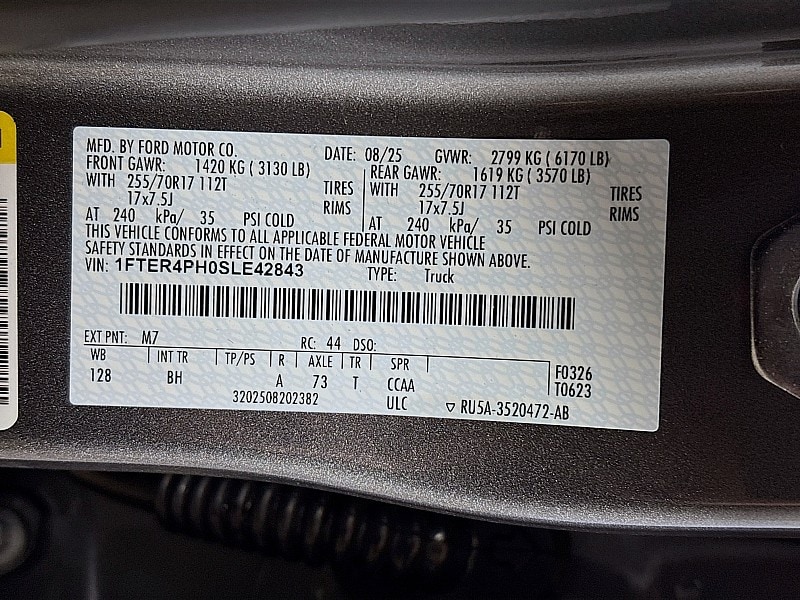 MFD. BY FORD MOTOR CO. DATE: 08/25 GVWR: 2799 KG ( 6170 LB)
FRONT GAWR: 1420 KG ( 3130 LB) REAR GAWR: 1619 KG ( 3570 LB)
WITH 255/70R17 112T TIRES WITH 255/70R17 112T TIRES
17x7.5J RIMS 17x7.5J RIMS
AT 240 kPa/ 35 PSI COLD AT 240 kPa/ 35 PSI COLD
THIS VEHICLE CONFORMS TO ALL APPLICABLE FEDERAL MOTOR VEHICLE
SAFETY STANDARDS IN EFFECT ON THE DATE OF MANUFACTURE SHOWN ABOVE.
VIN: 1FTER4PH0SLE42843 TYPE: Truck
EXT PNT: M7 RC: 44 DSO:
WB INT TR TP/PS R AXLE TR SPR F0326
128 BH A 73 T CCAA T0623
3202508202382 ULC ▽ RU5A-3520472-AB